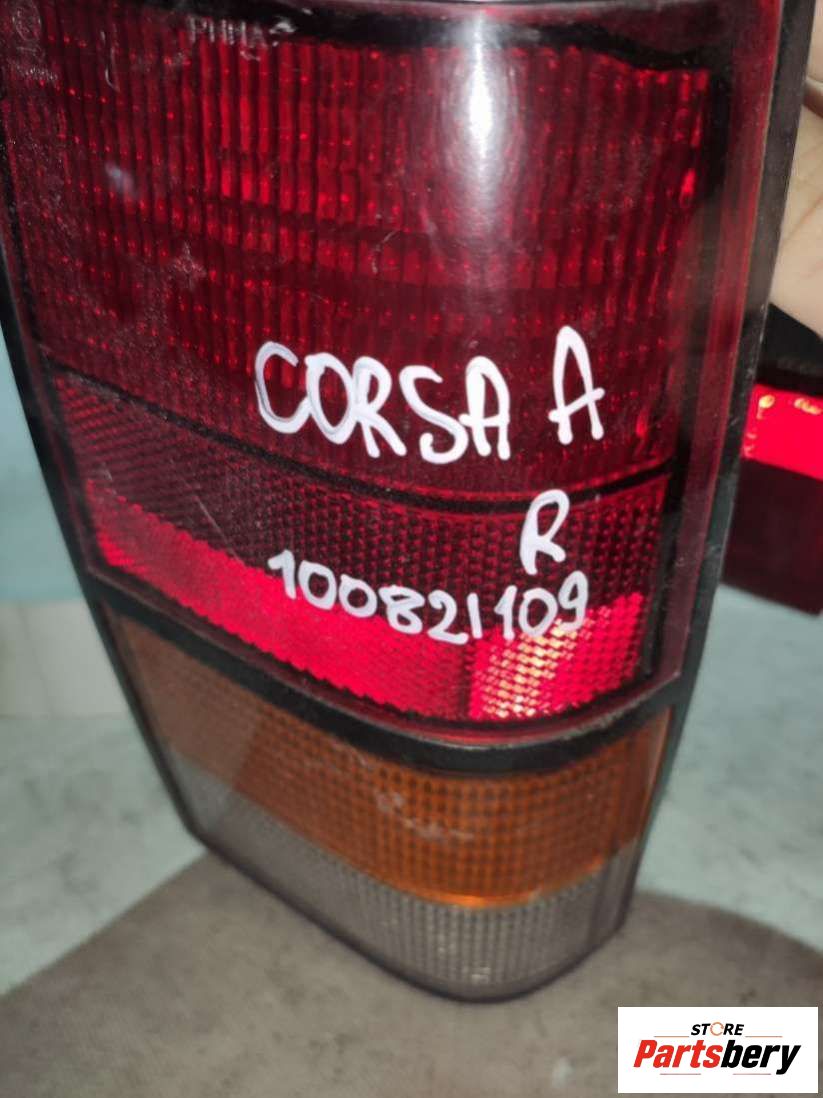 CORSA A
R
100821109
STORE
Partsbery